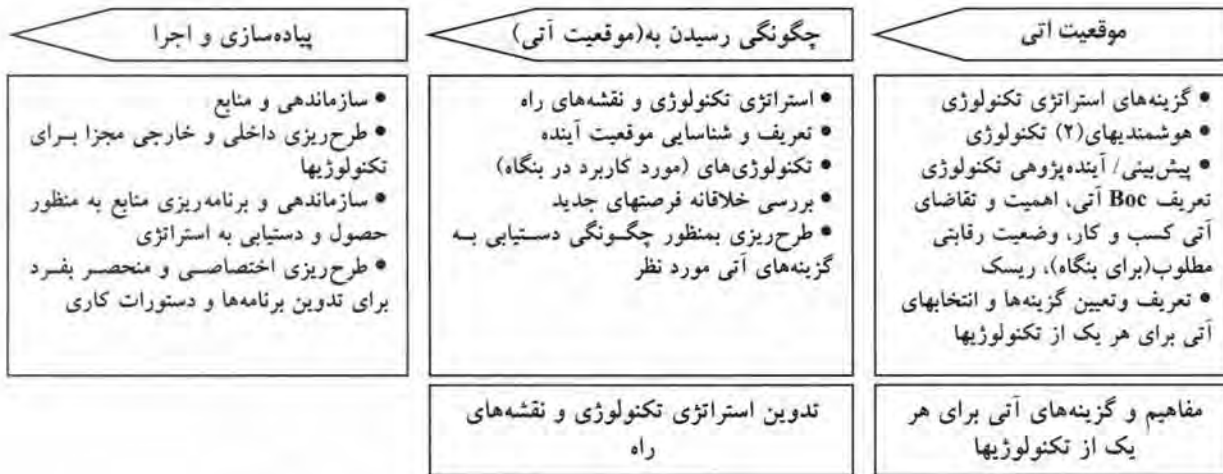 موقعیت اتی
گزینه‌های استراتژی تکنولوژی
هوشمندیهای(۲) تکنولوژی
پیش‌بینی/ آینده‌پژوهی تکنولوژی
تعریف Boc آتی، اهمیت و تقاضای
آتی کسب و کار، وضعیت رقابتی
مطلوب(برای بنگاه)، ریسک
تعریف وتعیین گزینه‌ها و انتخابهای
آتی برای هر یک از تکنولوژیها
مفاهیم و گزینه‌های آتی برای هر
یک از تکنولوژیها
چگونگی رسیدن به(موقعیت آتی)
استراتژی تکنولوژی و نقشه‌های راه
تعریف و شناسایی موقعیت آینده
تکنولوژی‌های (مورد کاربرد در بنگاه)
بررسی خلاقانه فرصتهای جدید
طرح‌ریزی بمنظور چگونگی دستیابی به
گزینه‌های آتی مورد نظر
تدوین استراتژی تکنولوژی و نقشه‌های
راه
پیاده‌سازی و اجرا
سازماندهی و منابع
طرح‌ریزی داخلی و خارجی مجزا برای
تکنولوژیها
سازماندهی و برنامه‌ریزی منابع به منظور
حصول و دستیابی به استراتژی
طرح‌ریزی اختصاصی و منحصر بفرد
برای تدوین برنامه‌ها و دستورات کاری